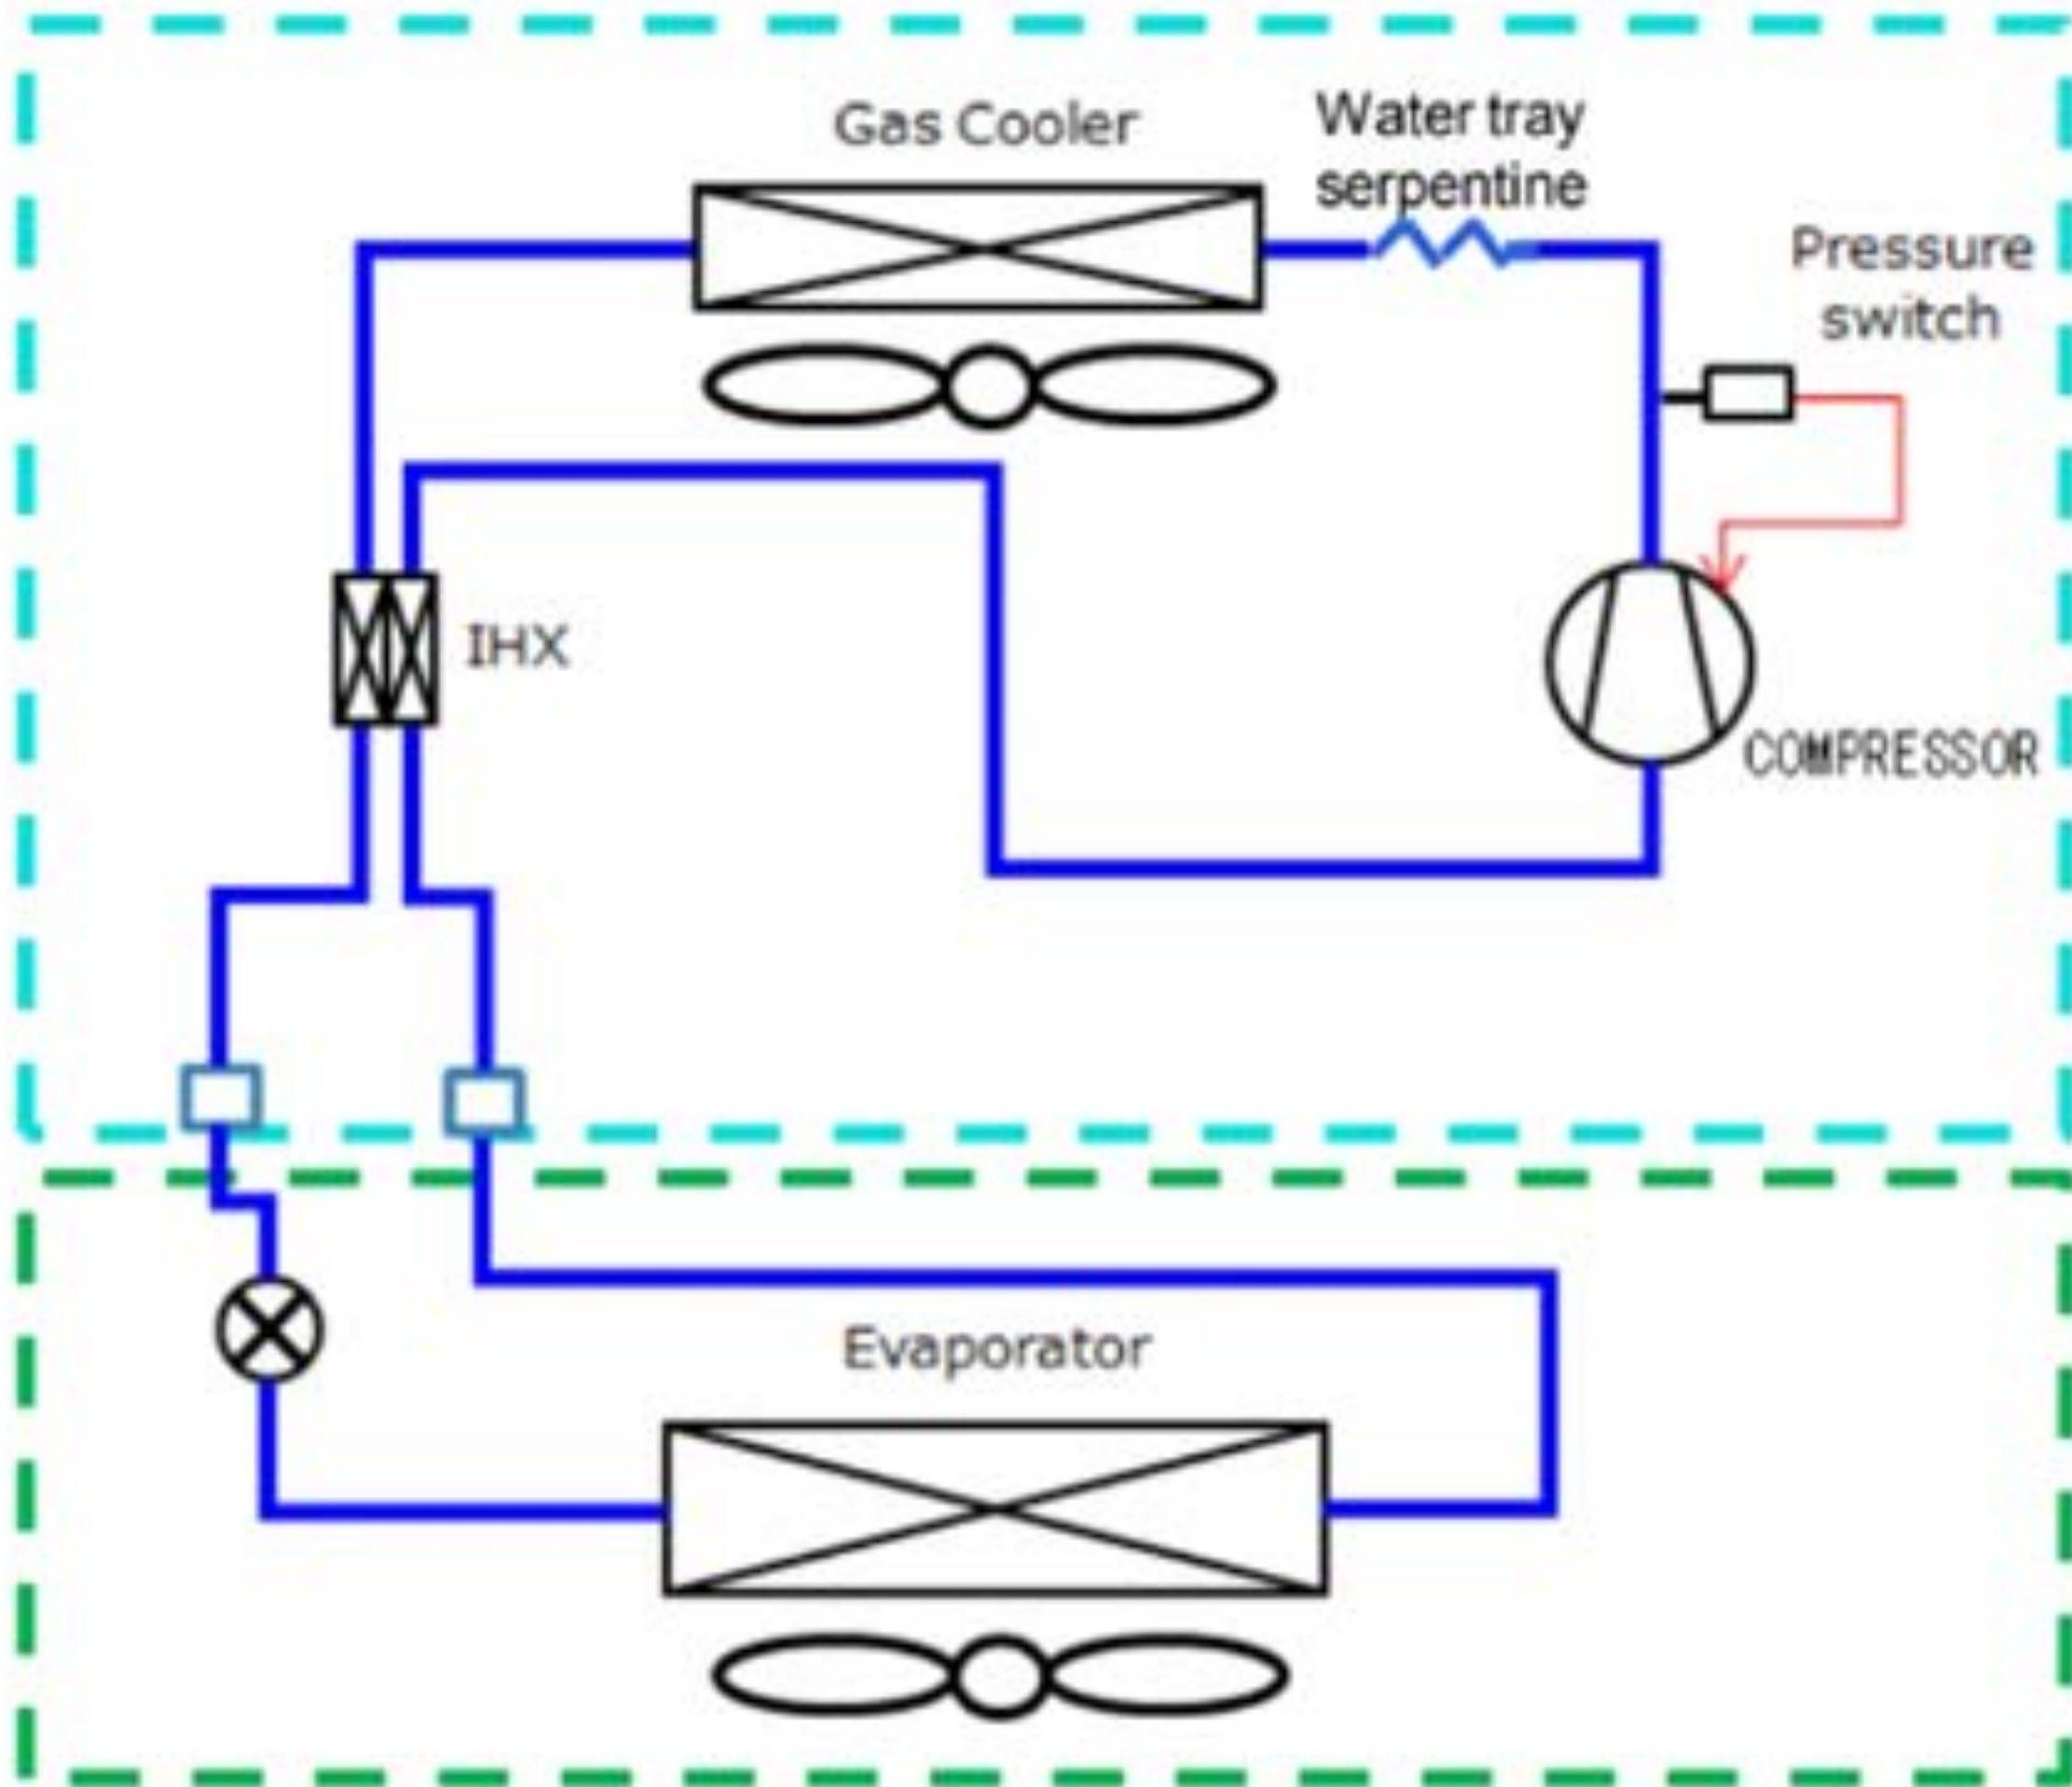 Gas Cooler
Water tray
serpentine
Pressure
switch
IHX
COMPRESSOR
Evaporator